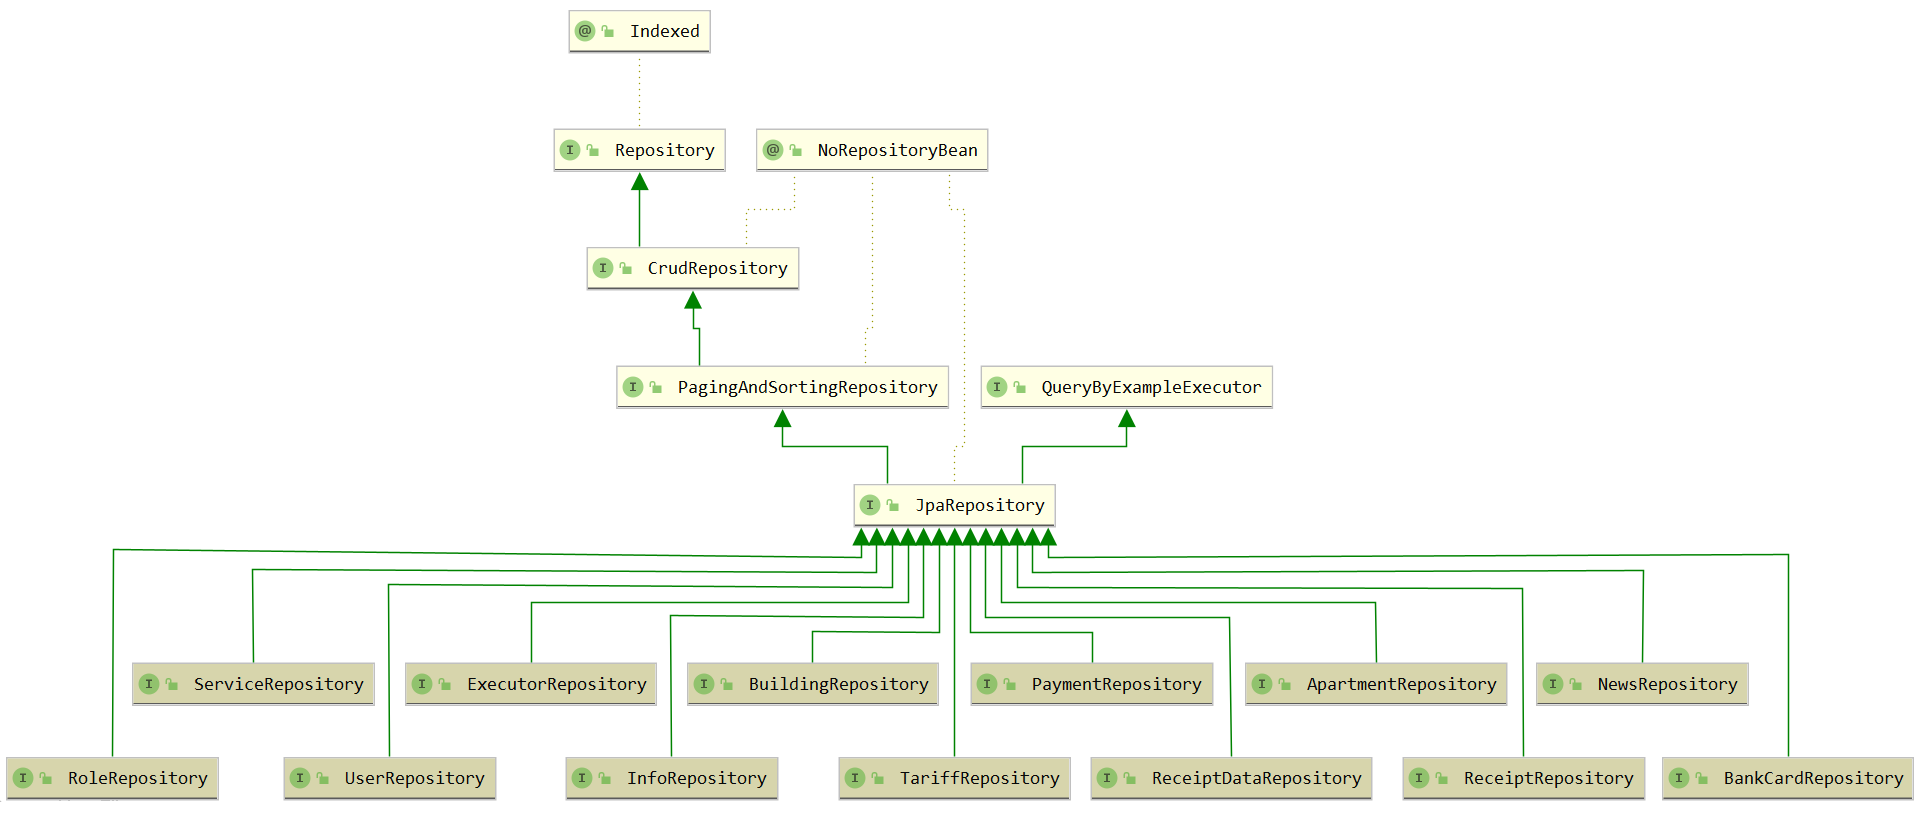 @ Indexed
I Repository
@ NoRepositoryBean
I CrudRepository
I PagingAndSortingRepository
I QueryByExampleExecutor
I JpaRepository
I ServiceRepository
I ExecutorRepository
I BuildingRepository
I PaymentRepository
I ApartmentRepository
I NewsRepository
I RoleRepository
I UserRepository
I InfoRepository
I TariffRepository
I ReceiptDataRepository
I ReceiptRepository
I BankCardRepository